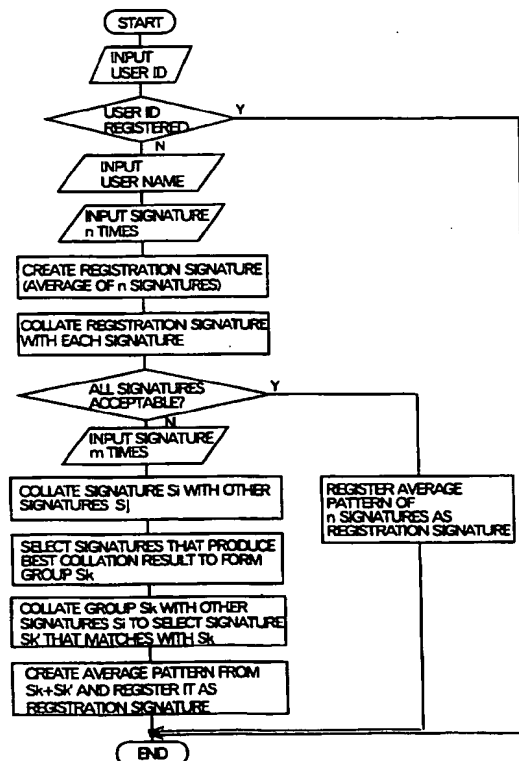 START
INPUT
USER ID
USER ID
REGISTERED
Y
N
INPUT
USER NAME
INPUT SIGNATURE
n TIMES
CREATE REGISTRATION SIGNATURE
(AVERAGE OF n SIGNATURES)
COLLATE REGISTRATION SIGNATURE
WITH EACH SIGNATURE
ALL SIGNATURES
ACCEPTABLE?
Y
N
INPUT SIGNATURE
m TIMES
COLLATE SIGNATURE Si WITH OTHER
SIGNATURES Sj
REGISTER AVERAGE
PATTERN OF
n SIGNATURES AS
REGISTRATION SIGNATURE
SELECT SIGNATURES THAT PRODUCE
BEST COLLATION RESULT TO FORM
GROUP Sk
COLLATE GROUP Sk WITH OTHER
SIGNATURES Si TO SELECT SIGNATURE
Sk' THAT MATCHES WITH Sk
CREATE AVERAGE PATTERN FROM
Sk+Sk' AND REGISTER IT AS
REGISTRATION SIGNATURE
END